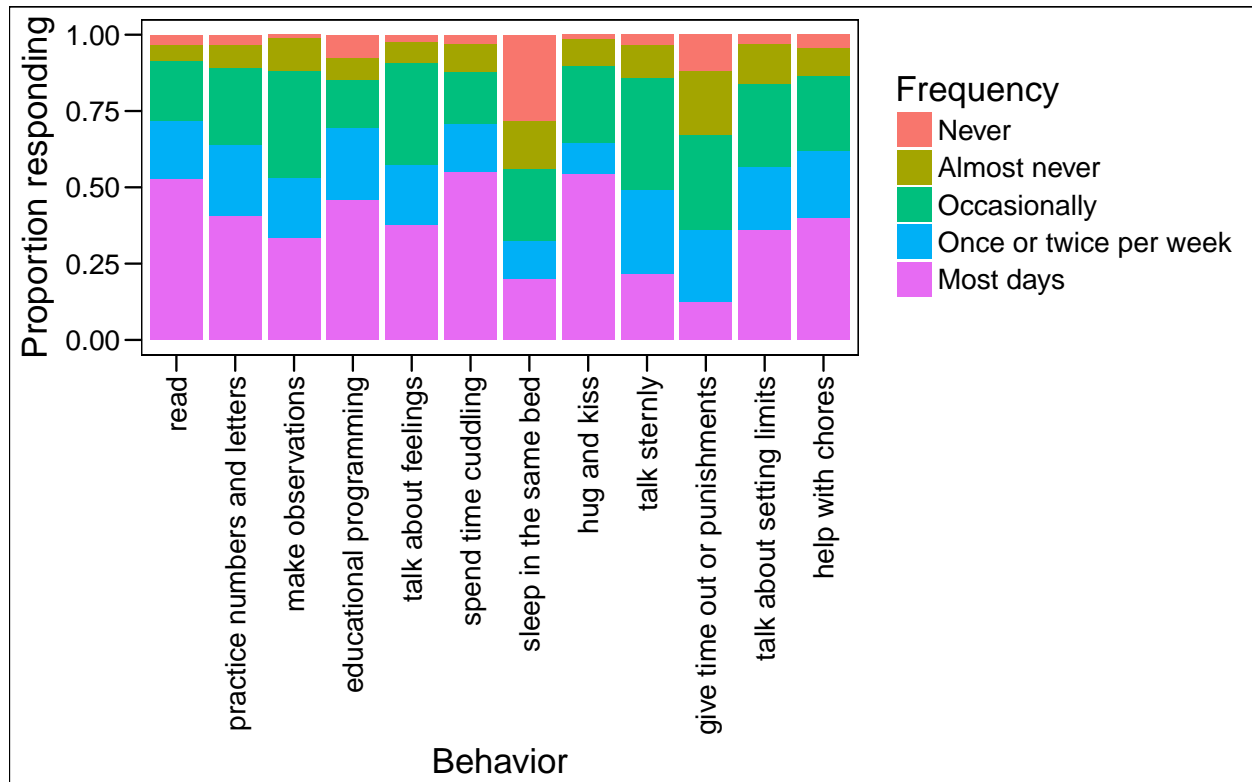 Proportion responding
1.00
0.75
0.50
0.25
0.00
read
practice numbers and letters
make observations
educational programming
talk about feelings
spend time cuddling
sleep in the same bed
hug and kiss
talk sternly
give time out or punishments
talk about setting limits
help with chores
Behavior
Frequency
Never
Almost never
Occasionally
Once or twice per week
Most days